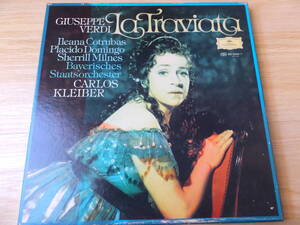 GIUSEPPE
VERDI
La Traviata
Ileana Cotrubas
Placido Domingo
Sherrill Milnes
Bayerisches
Staatsorchester
CARLOS
KLEIBER